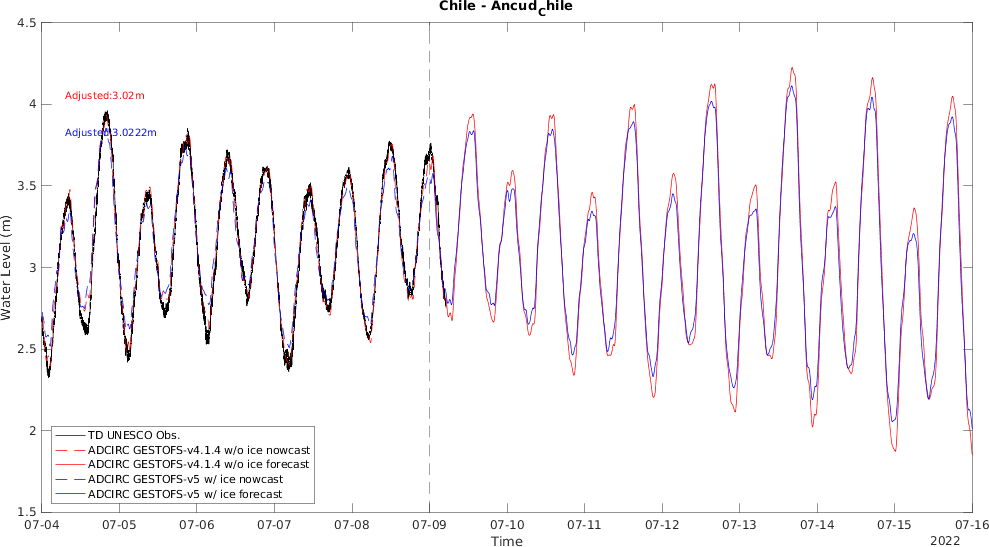 Chile - Ancud_Chile
4.5
4
3.5
3
2.5
2
1.5
Water Level (m)
Adjusted:3.02m
Adjusted:3.0222m
TD UNESCO Obs.
ADCIRC GESTOFS-v4.1.4 w/o ice nowcast
ADCIRC GESTOFS-v4.1.4 w/o ice forecast
ADCIRC GESTOFS-v5 w/ ice nowcast
ADCIRC GESTOFS-v5 w/ ice forecast
07-04 07-05 07-06 07-07 07-08 07-09 07-10 07-11 07-12 07-13 07-14 07-15 07-16
Time
2022